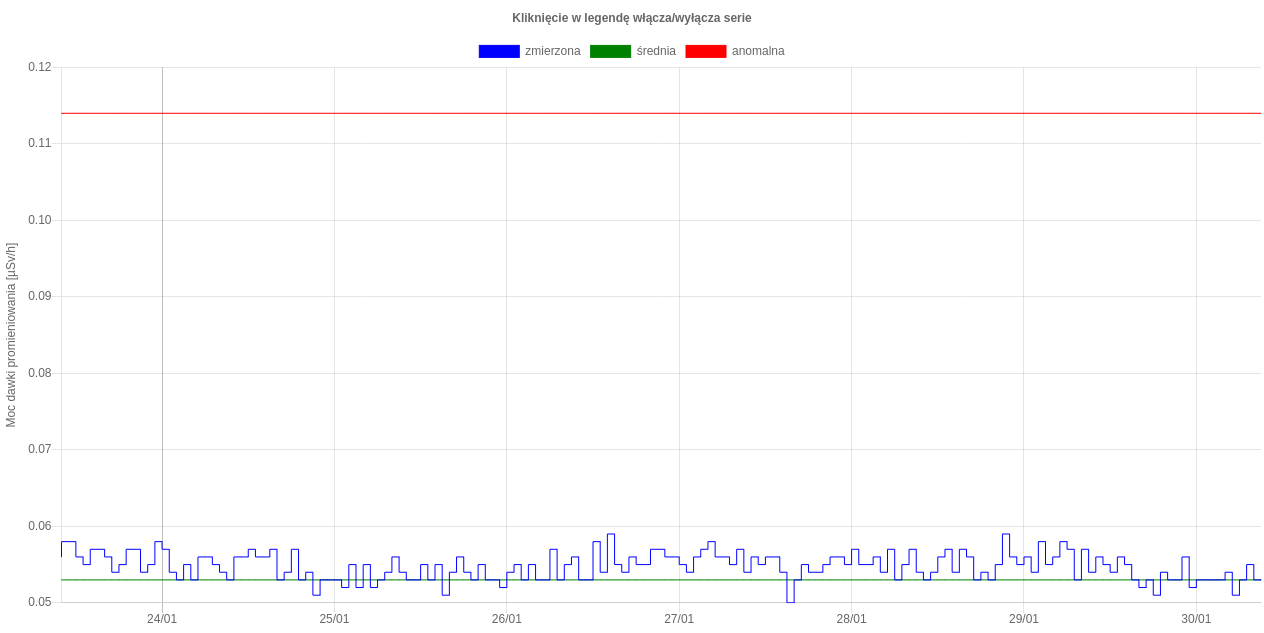 Kliknięcie w legendę włącza/wyłącza serie
zmierzona średnia anomalna
0.12
0.11
0.10
0.09
0.08
0.07
0.06
0.05
Moc dawki promieniowania [µSv/h]
24/01 25/01 26/01 27/01 28/01 29/01 30/01